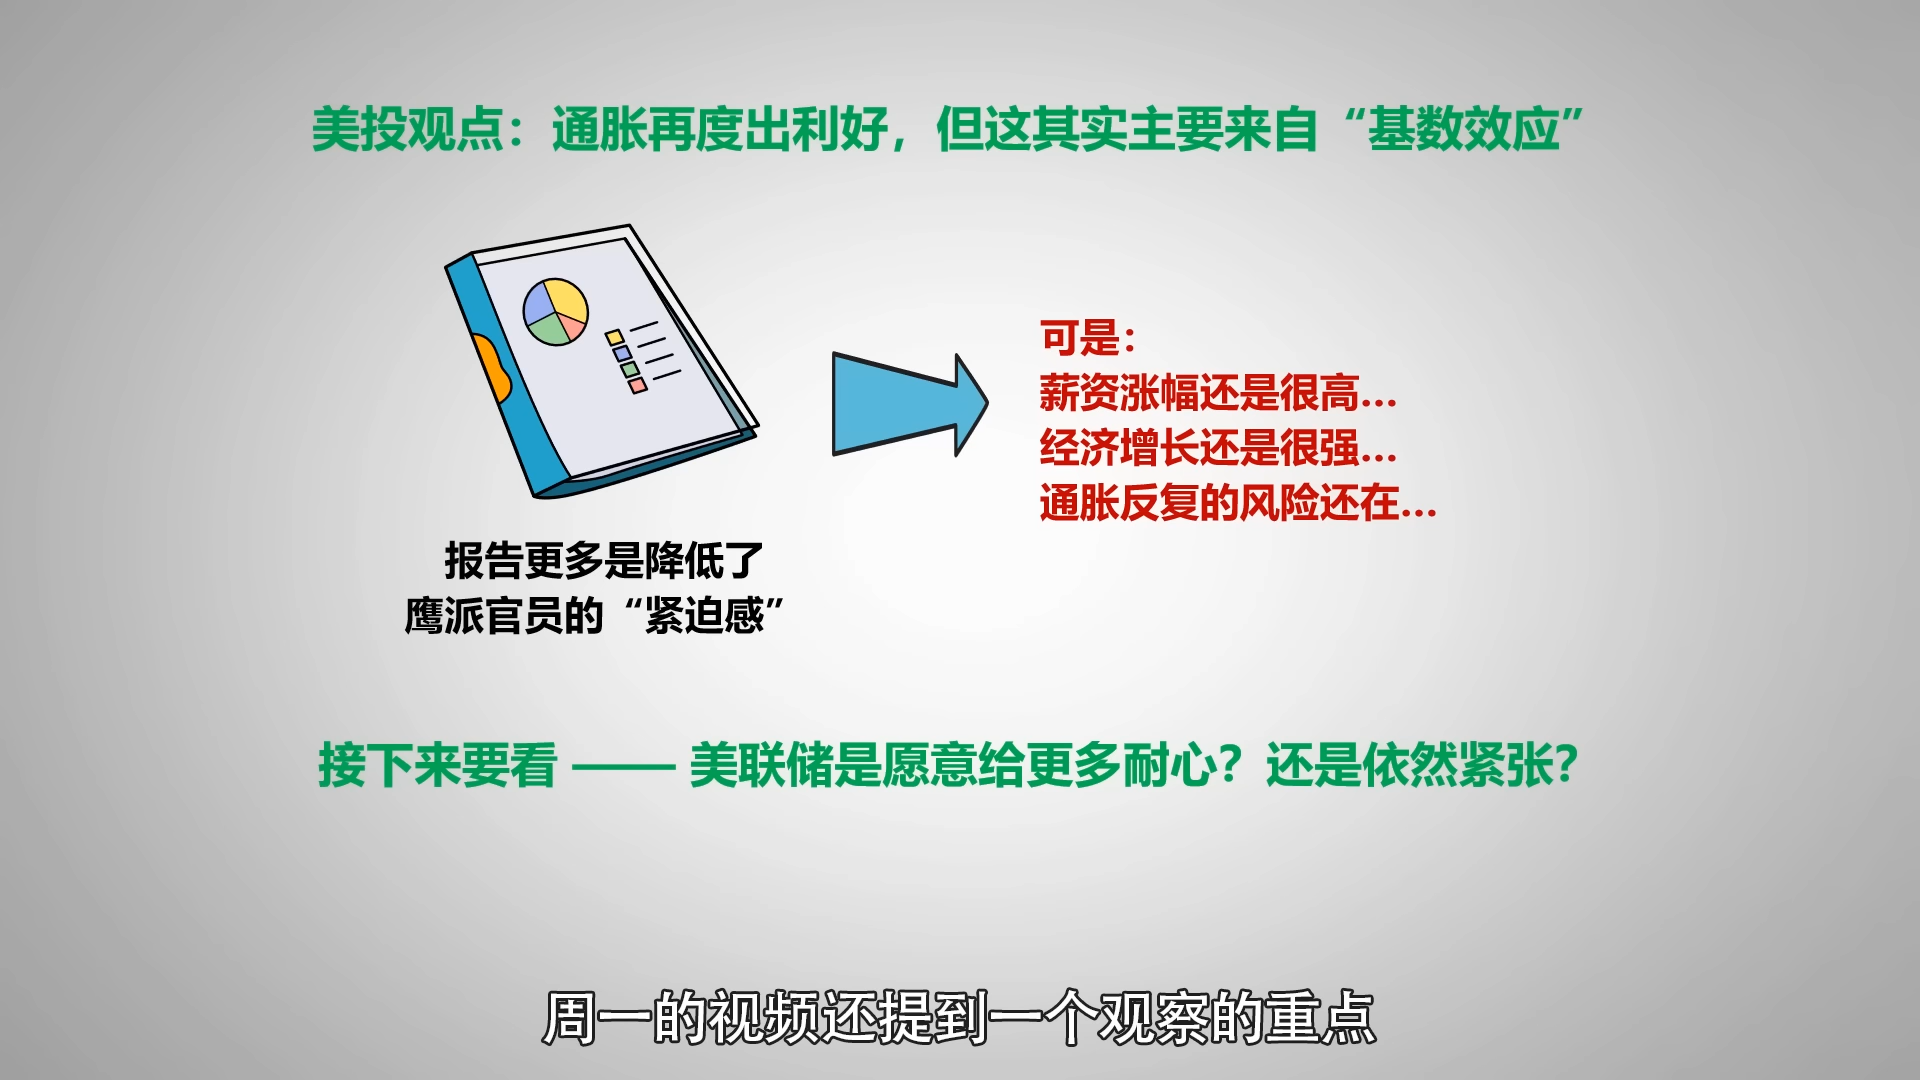 美投观点：通胀再度出利好，但这其实主要来自“基数效应”
可是：
薪资涨幅还是很高...
经济增长还是很强...
通胀反复的风险还在...
报告更多是降低了
鹰派官员的“紧迫感”
接下来要看 —— 美联储是愿意给更多耐心？还是依然紧张？
周一的视频还提到一个观察的重点